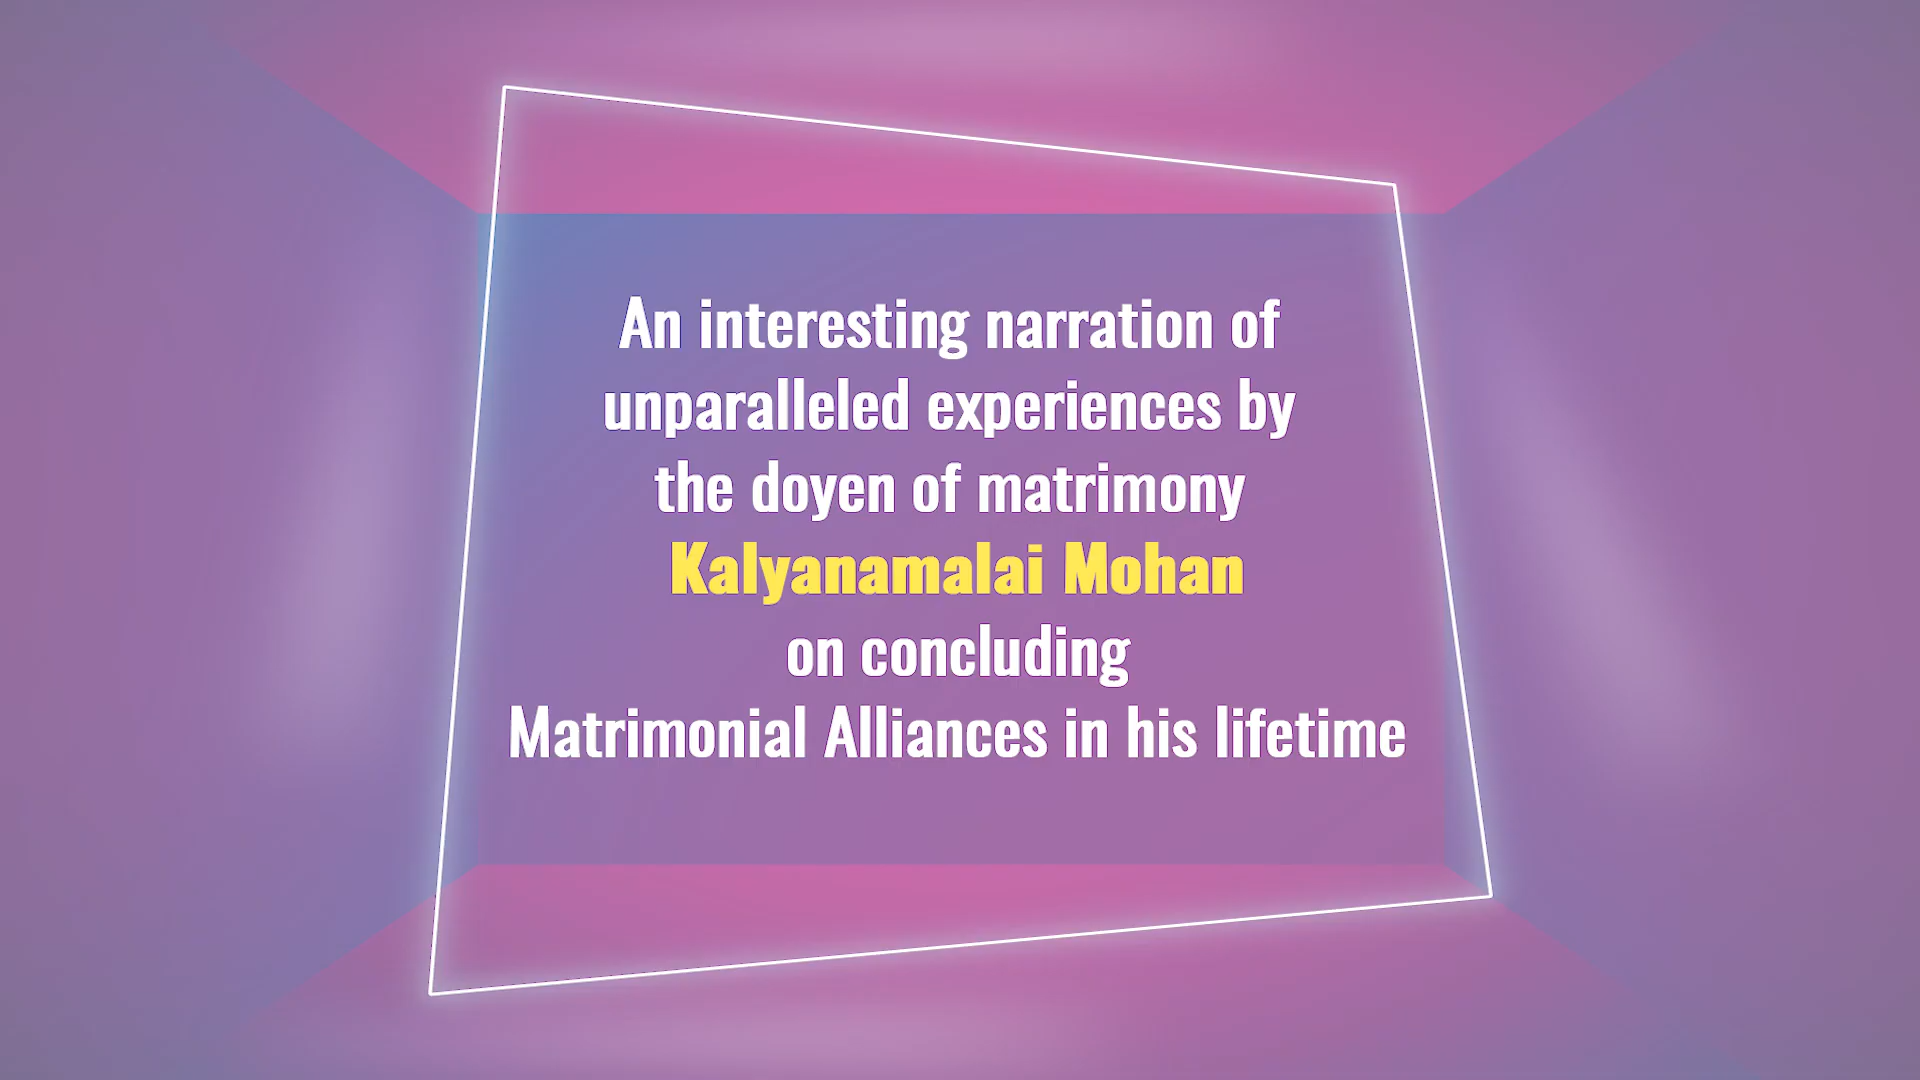 An interesting narration of
unparalleled experiences by
the doyen of matrimony
Kalyanamalai Mohan
on concluding
Matrimonial Alliances in his lifetime